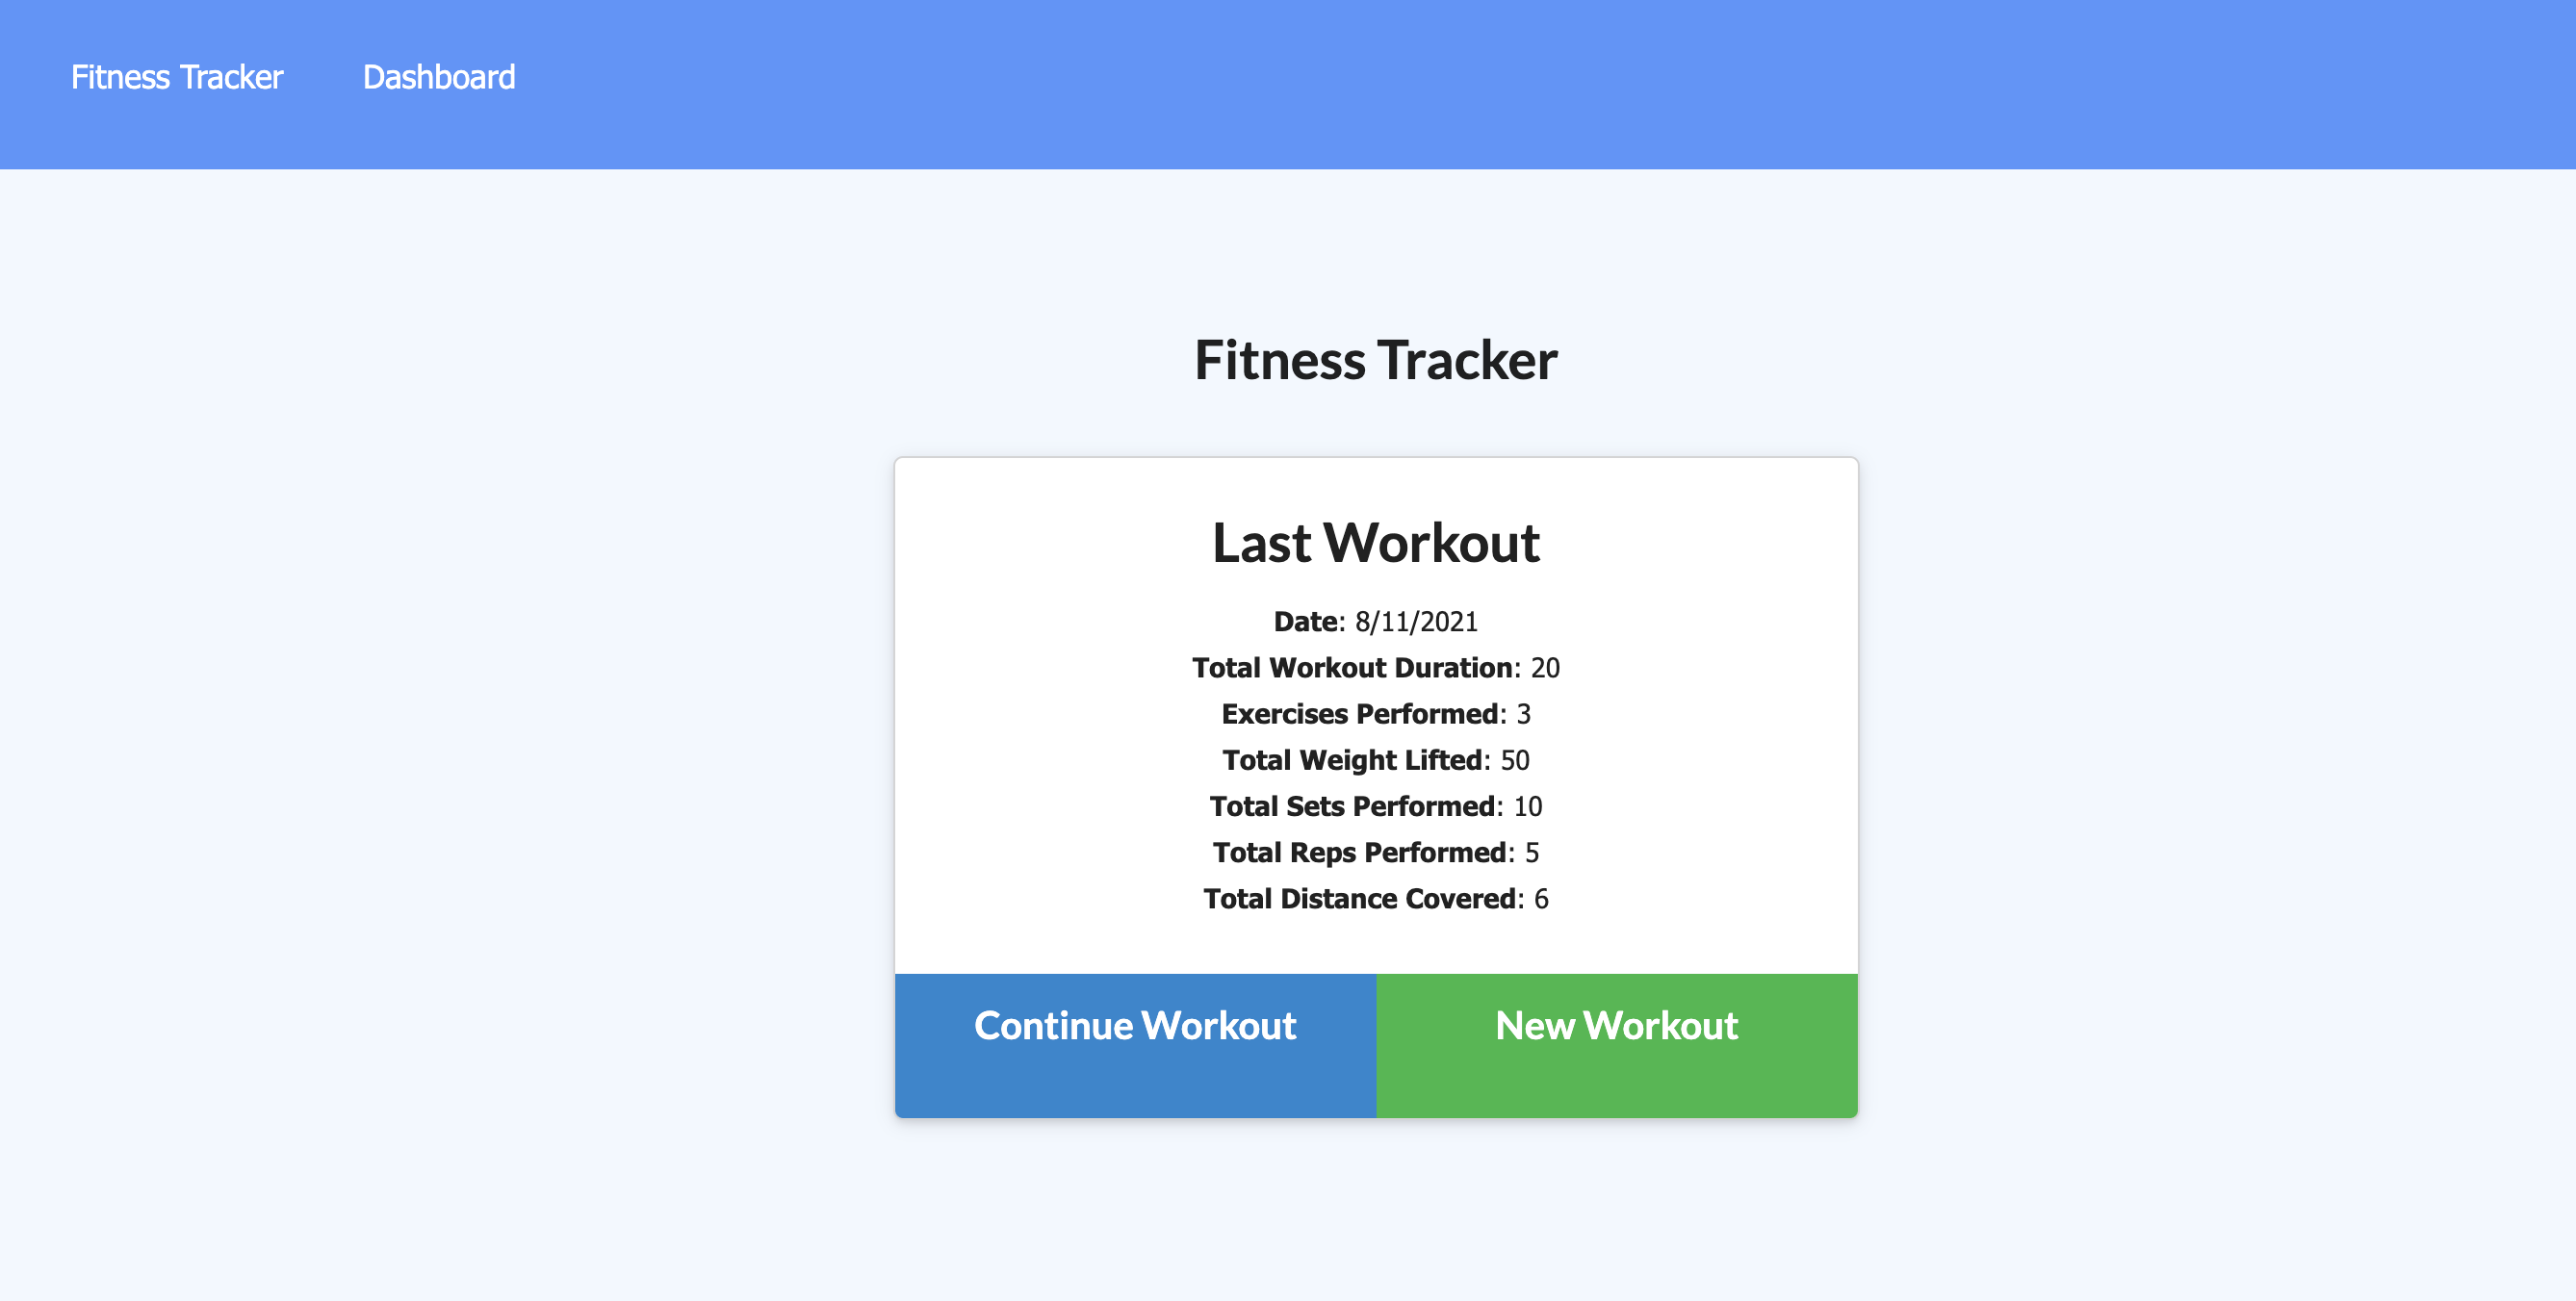 Fitness Tracker Dashboard
Fitness Tracker
Last Workout
Date: 8/11/2021
Total Workout Duration: 20
Exercises Performed: 3
Total Weight Lifted: 50
Total Sets Performed: 10
Total Reps Performed: 5
Total Distance Covered: 6
Continue Workout New Workout